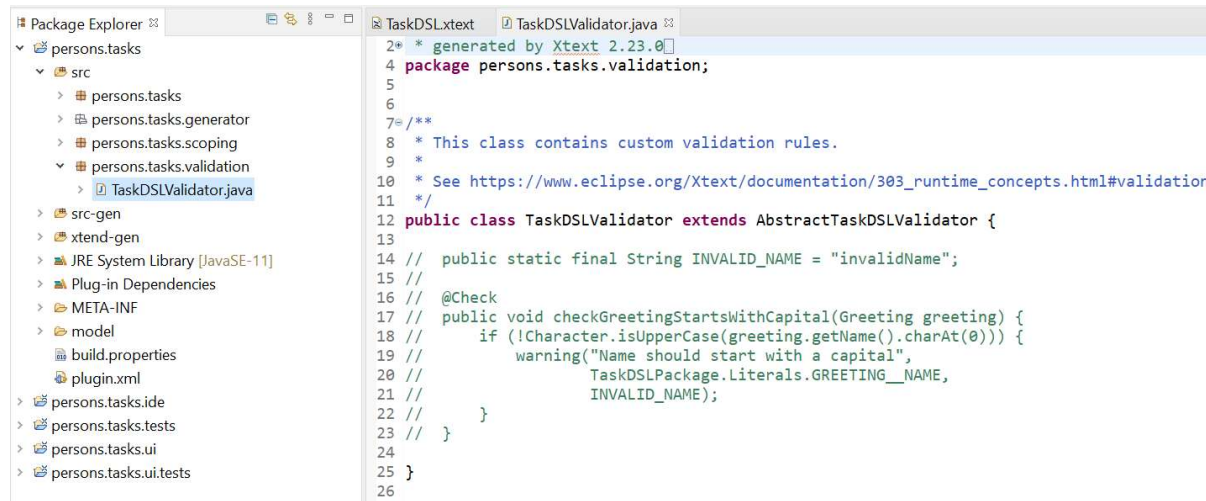 Package Explorer
persons.tasks
src
persons.tasks
persons.tasks.generator
persons.tasks.scoping
persons.tasks.validation
TaskDSLValidator.java
src-gen
xtend-gen
JRE System Library [JavaSE-11]
Plug-in Dependencies
META-INF
model
build.properties
plugin.xml
persons.tasks.ide
persons.tasks.tests
persons.tasks.ui
persons.tasks.ui.tests
TaskDSL.xtext TaskDSLValidator.java
2 * generated by Xtext 2.23.0
4 package persons.tasks.validation;
5
6
7 /**
8 * This class contains custom validation rules.
9 *
10 * See https://www.eclipse.org/Xtext/documentation/303_runtime_concepts.html#validation
11 */
12 public class TaskDSLValidator extends AbstractTaskDSLValidator {
13
14 // public static final String INVALID_NAME = "invalidName";
15 //
16 // @Check
17 // public void checkGreetingStartsWithCapital(Greeting greeting) {
18 // if (!Character.isUpperCase(greeting.getName().charAt(0))) {
19 // warning("Name should start with a capital",
20 // TaskDSLPackage.Literals.GREETING__NAME,
21 // INVALID_NAME);
22 // }
23 // }
24
25 }
26